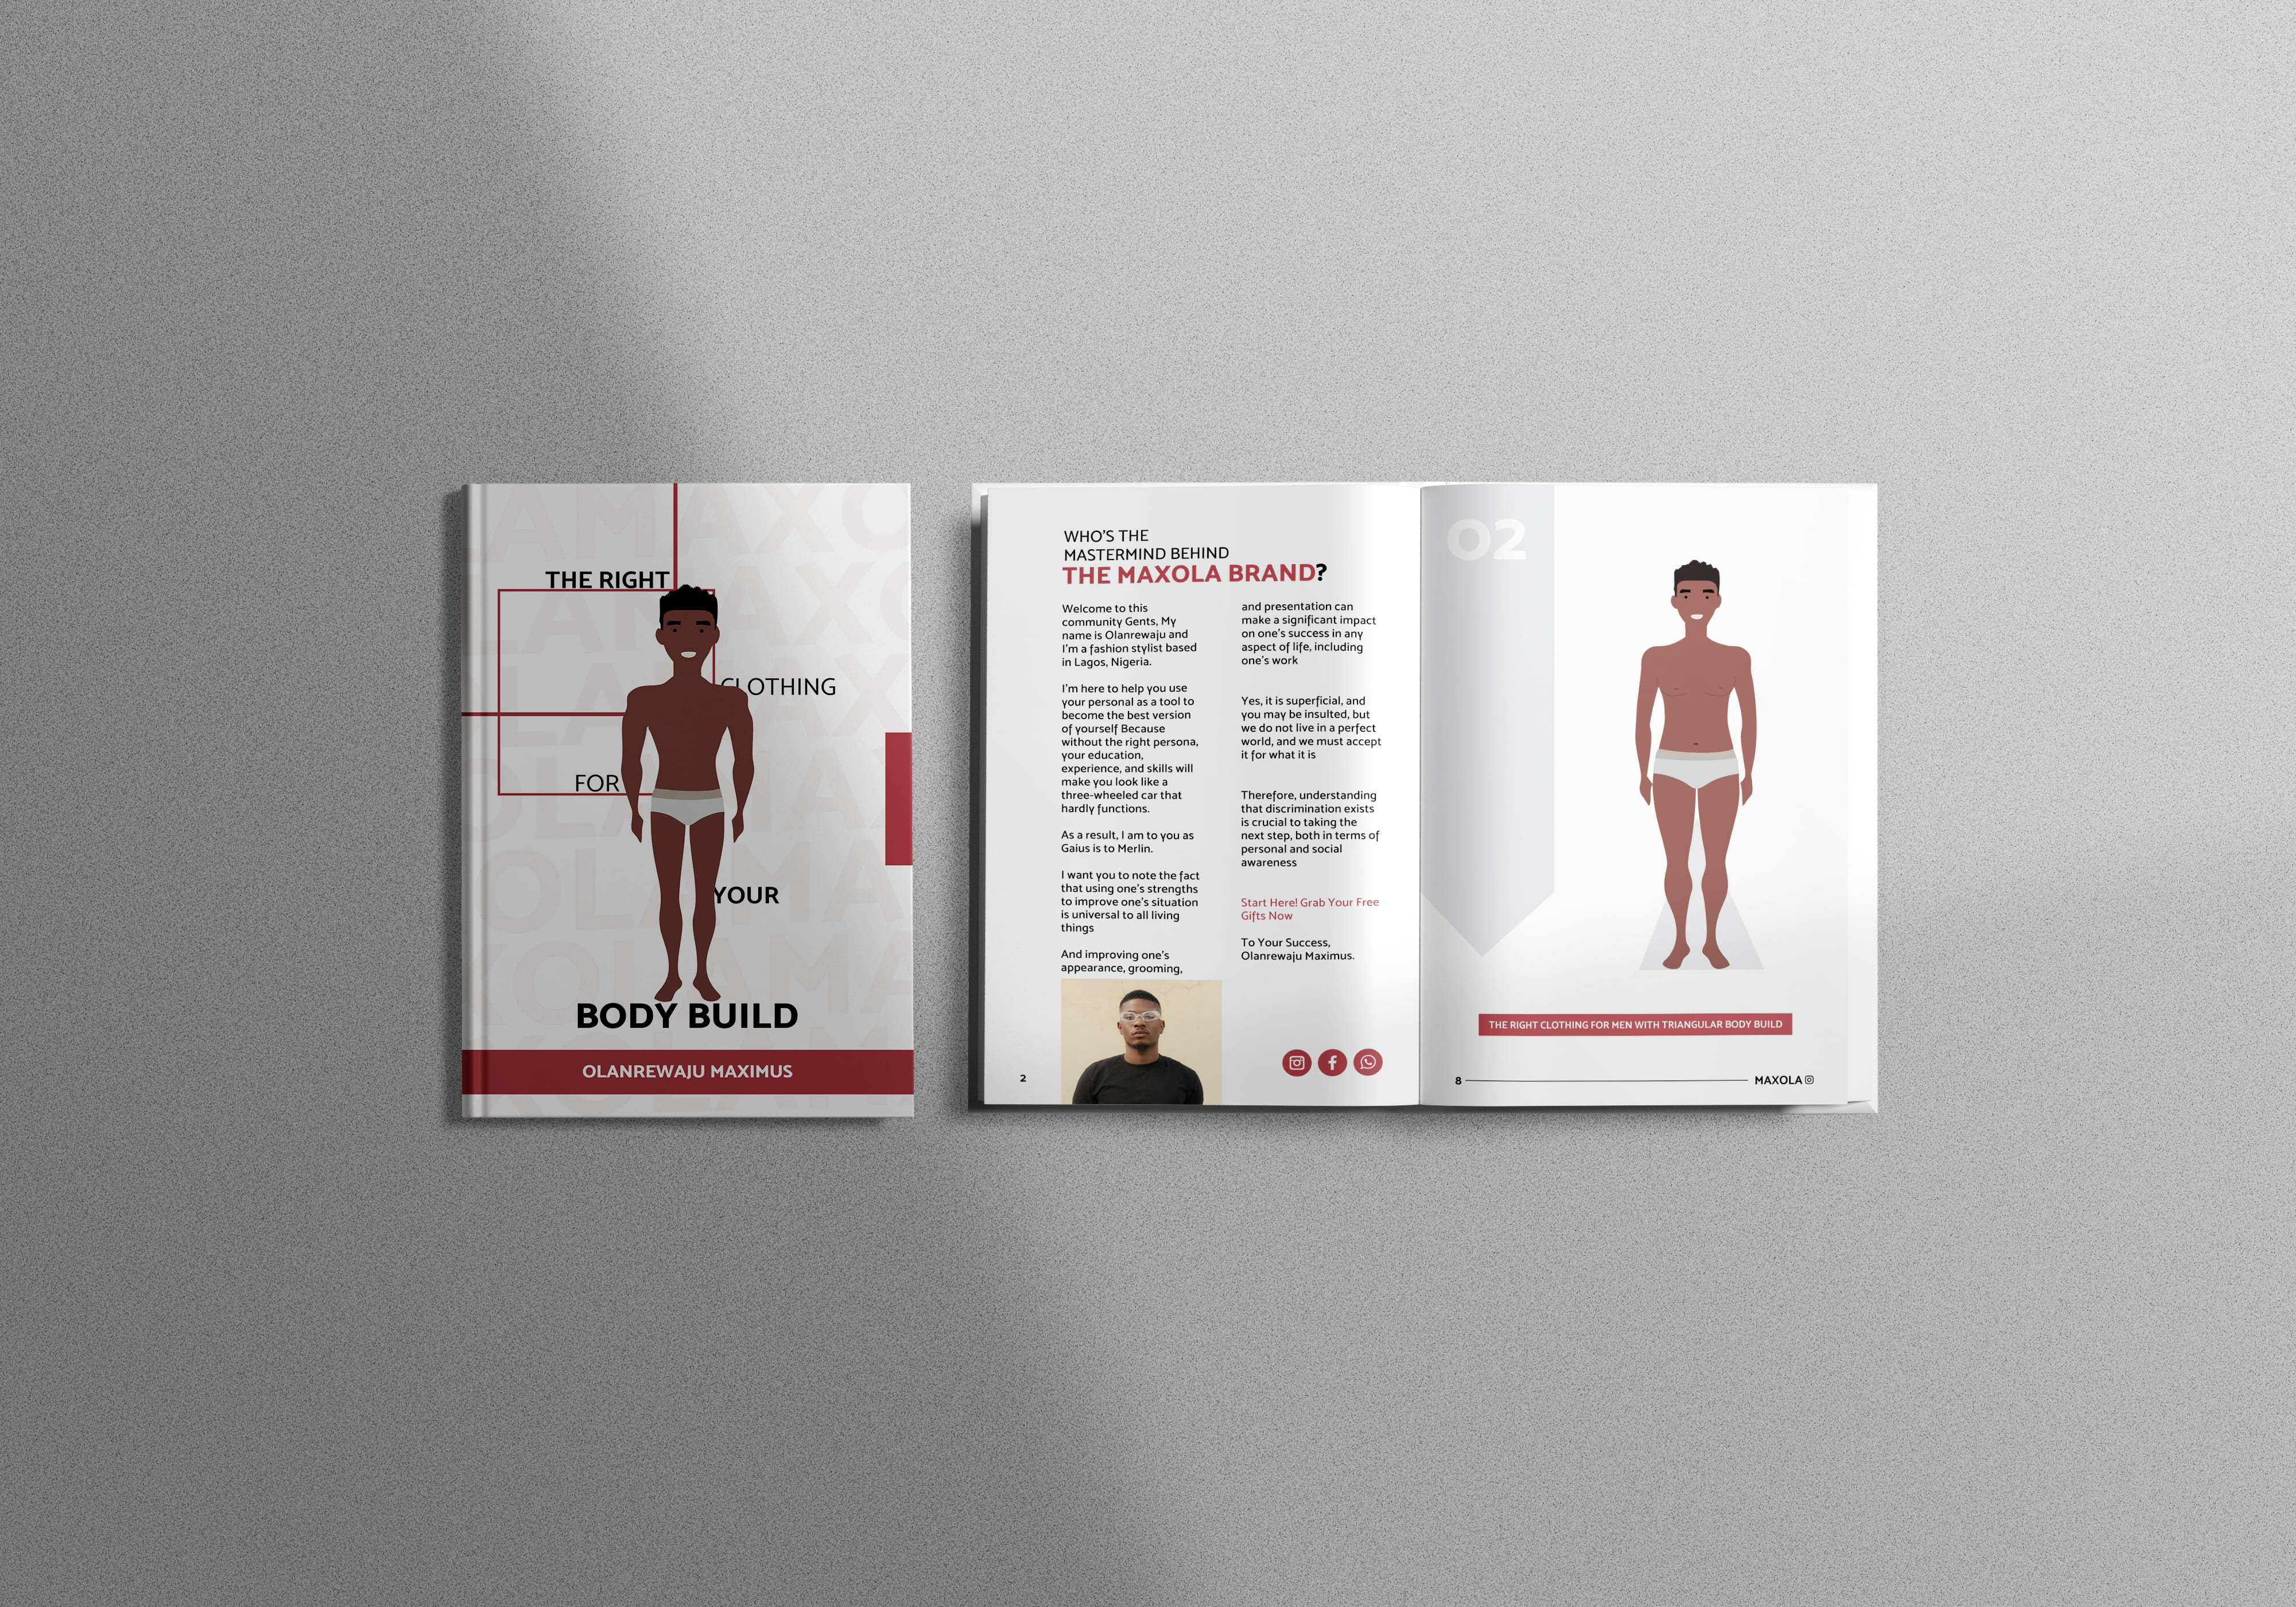 THE RIGHT
CLOTHING
FOR
YOUR
BODY BUILD
OLANREWAJU MAXIMUS
WHO'S THE
MASTERMIND BEHIND
THE MAXOLA BRAND?
Welcome to this
community Gents, My
name is Olanrewaju and
I'm a fashion stylist based
in Lagos, Nigeria.
I'm here to help you use
your personal as a tool to
become the best version
of yourself Because
without the right persona,
your education,
experience, and skills will
make you look like a
three-wheeled car that
hardly functions.
As a result, I am to you as
Gaius is to Merlin.
I want you to note the fact
that using one's strengths
to improve one's situation
is universal to all living
things
And improving one's
appearance, grooming,
and presentation can
make a significant impact
on one's success in any
aspect of life, including
one's work
Yes, it is superficial, and
you may be insulted, but
we do not live in a perfect
world, and we must accept
it for what it is
Therefore, understanding
that discrimination exists
is crucial to taking the
next step, both in terms of
personal and social
awareness
Start Here! Grab Your Free
Gifts Now
To Your Success,
Olanrewaju Maximus.
2
02
THE RIGHT CLOTHING FOR MEN WITH TRIANGULAR BODY BUILD
8
MAXOLA